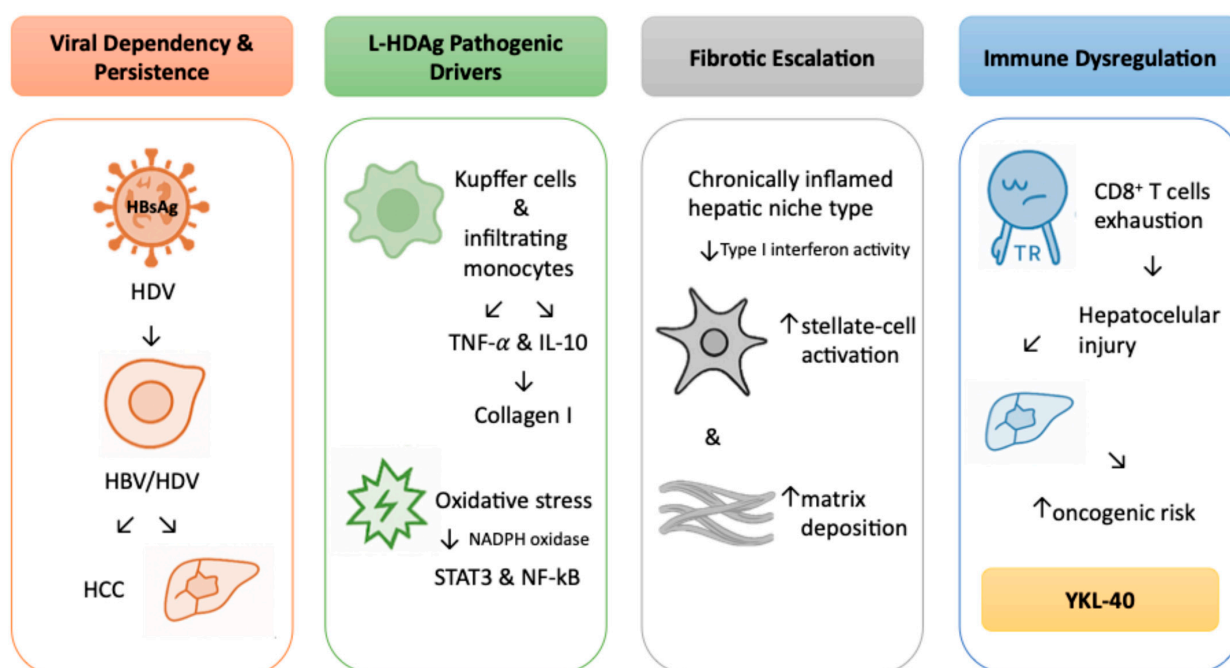 Viral Dependency &
Persistence
HBsAg
HDV
HBV/HDV
HCC
L-HDAg Pathogenic
Drivers
Kupffer cells
&
infiltrating
monocytes
TNF-α & IL-10
Collagen I
Oxidative stress
↓ NADPH oxidase
STAT3 & NF-kB
Fibrotic Escalation
Chronically inflamed
hepatic niche type
↓Type I interferon activity
↑stellate-cell
activation
&
↑matrix
deposition
Immune Dysregulation
CD8⁺ T cells
exhaustion
TR
Hepatocelular
injury
↑oncogenic risk
YKL-40